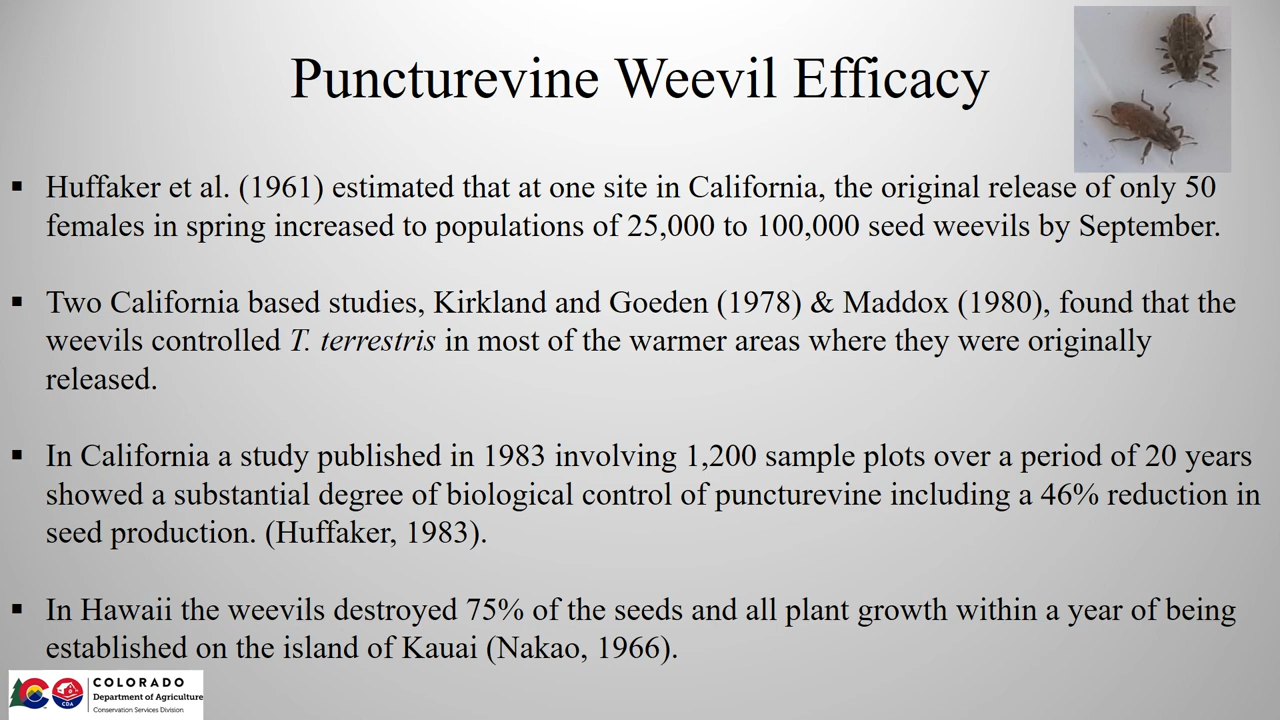 Puncturevine Weevil Efficacy
▪ Huffaker et al. (1961) estimated that at one site in California, the original release of only 50
females in spring increased to populations of 25,000 to 100,000 seed weevils by September.
▪ Two California based studies, Kirkland and Goeden (1978) & Maddox (1980), found that the
weevils controlled T. terrestris in most of the warmer areas where they were originally
released.
▪ In California a study published in 1983 involving 1,200 sample plots over a period of 20 years
showed a substantial degree of biological control of puncturevine including a 46% reduction in
seed production. (Huffaker, 1983).
▪ In Hawaii the weevils destroyed 75% of the seeds and all plant growth within a year of being
established on the island of Kauai (Nakao, 1966).
CDA
COLORADO
Department of Agriculture
Conservation Services Division